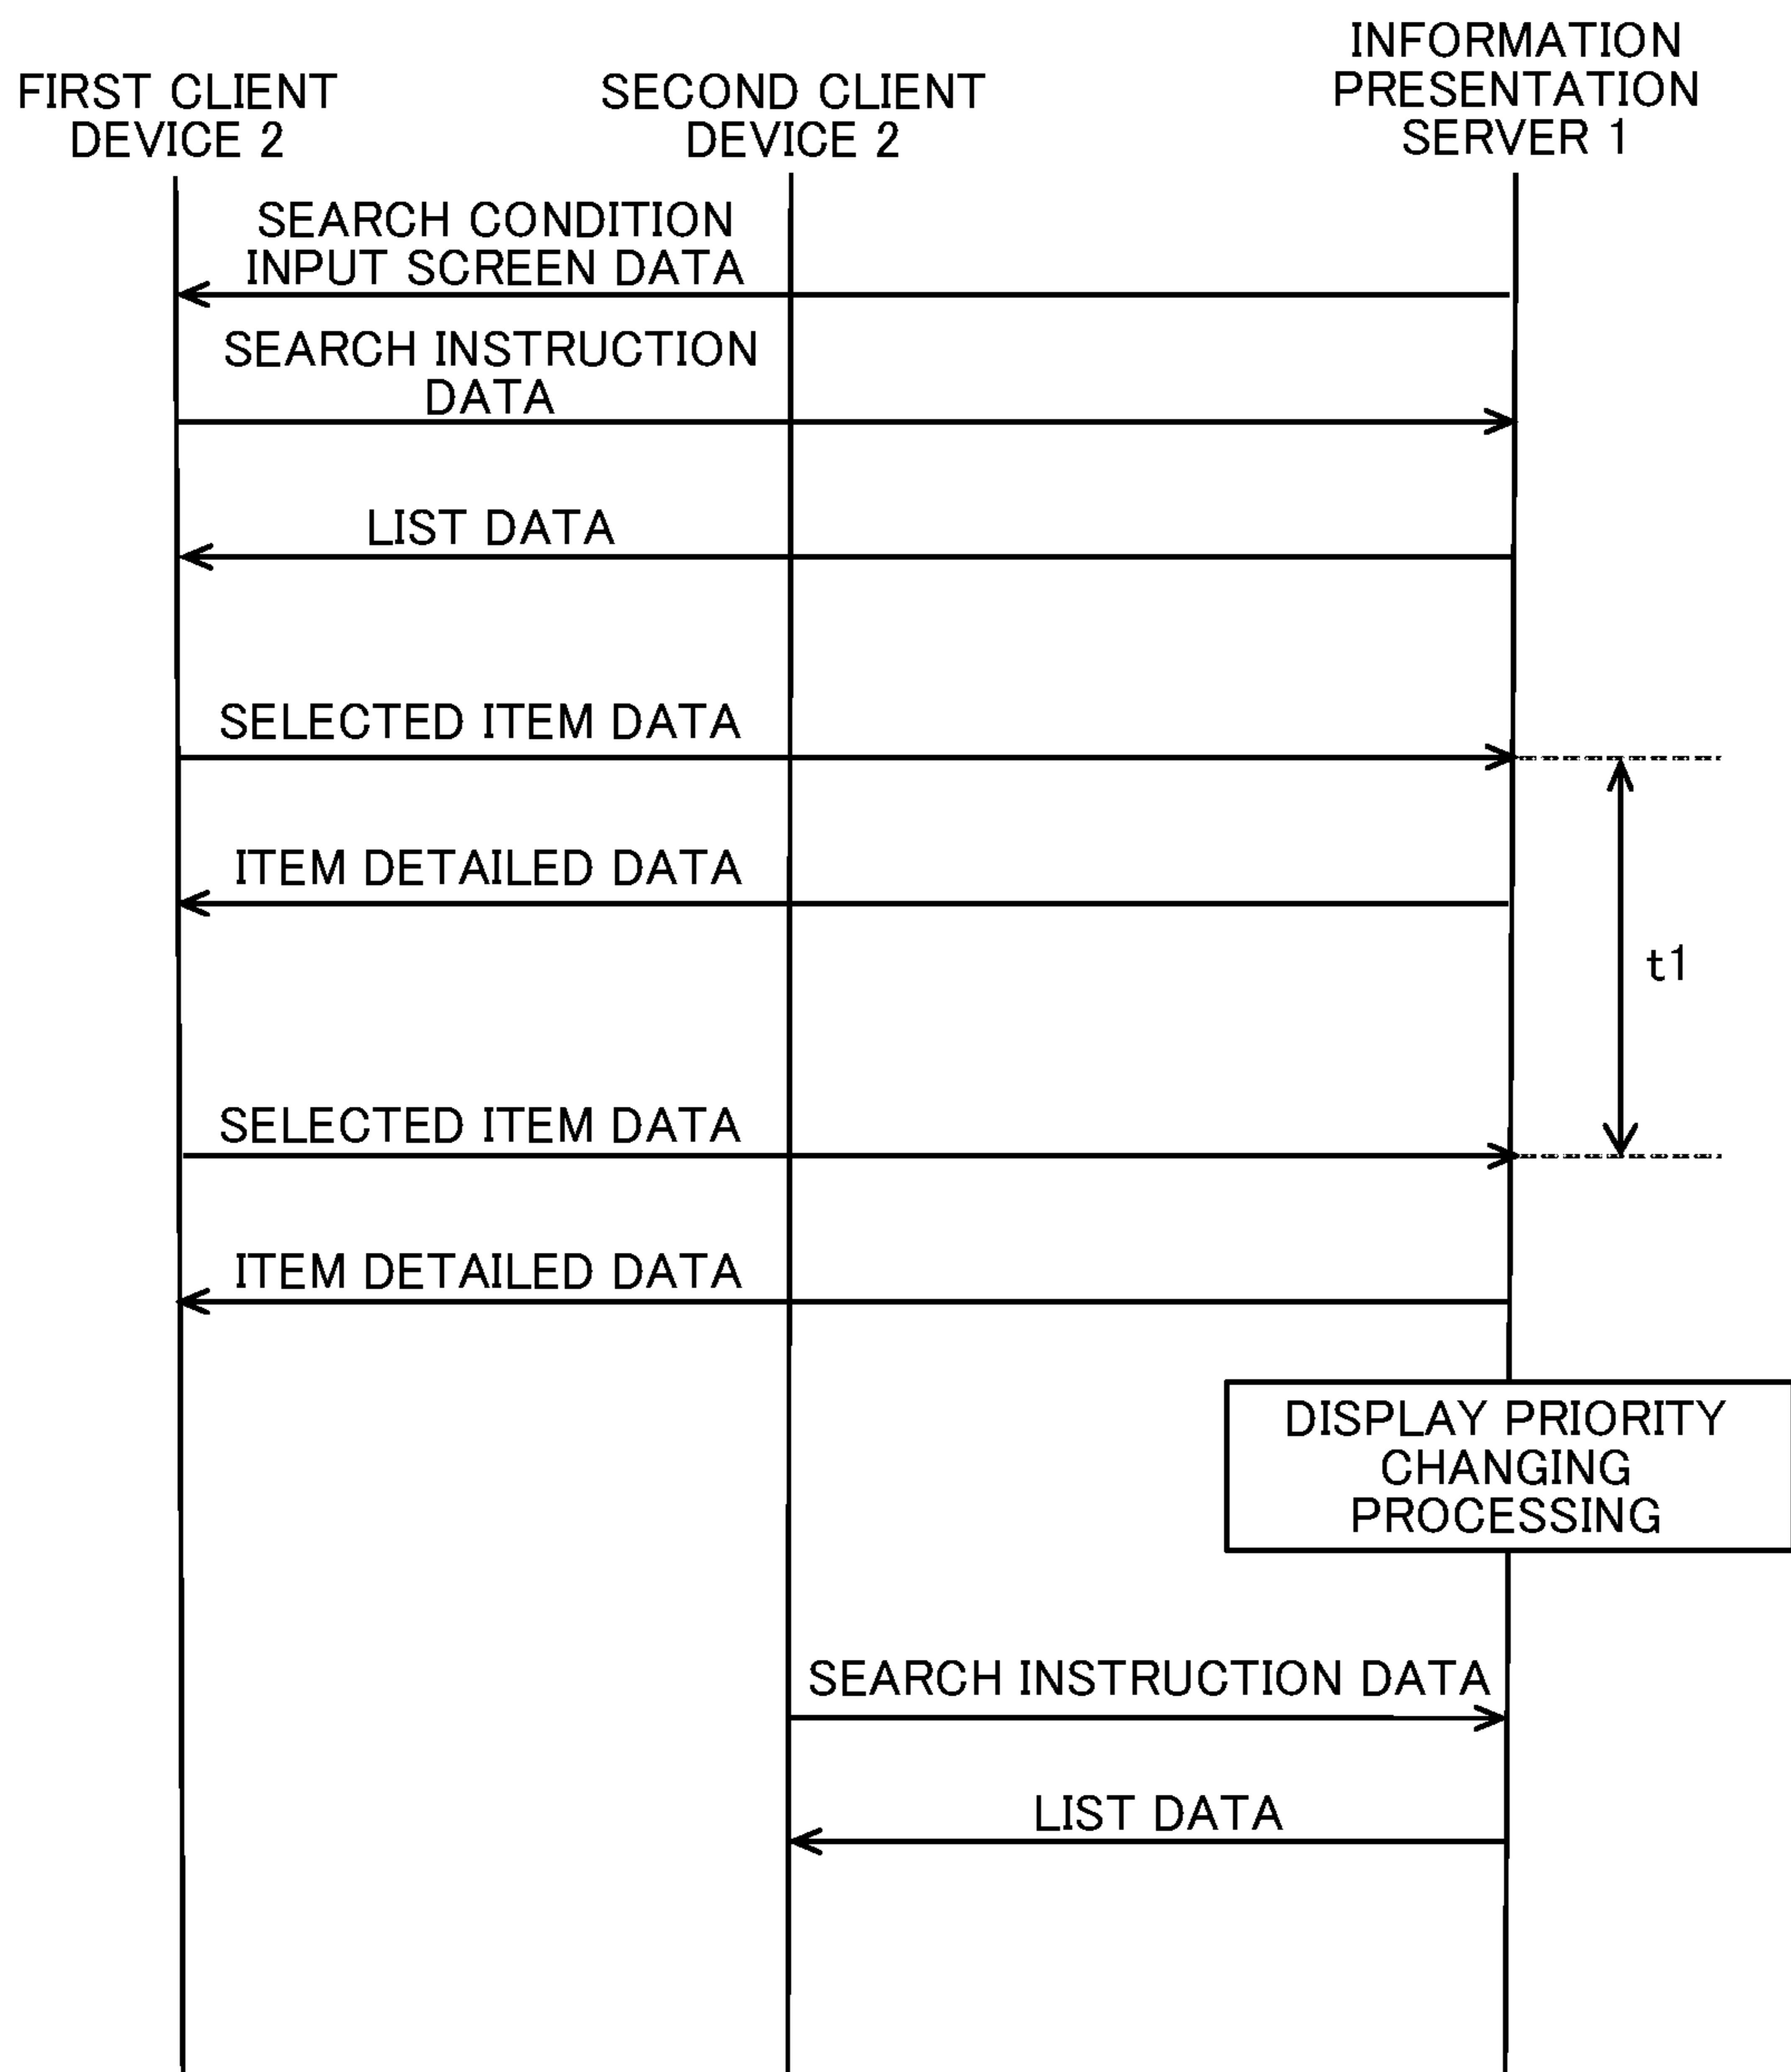 FIRST CLIENT
DEVICE 2
SECOND CLIENT
DEVICE 2
INFORMATION
PRESENTATION
SERVER 1
SEARCH CONDITION
INPUT SCREEN DATA
SEARCH INSTRUCTION
DATA
LIST DATA
SELECTED ITEM DATA
ITEM DETAILED DATA
t1
SELECTED ITEM DATA
ITEM DETAILED DATA
DISPLAY PRIORITY
CHANGING
PROCESSING
SEARCH INSTRUCTION DATA
LIST DATA